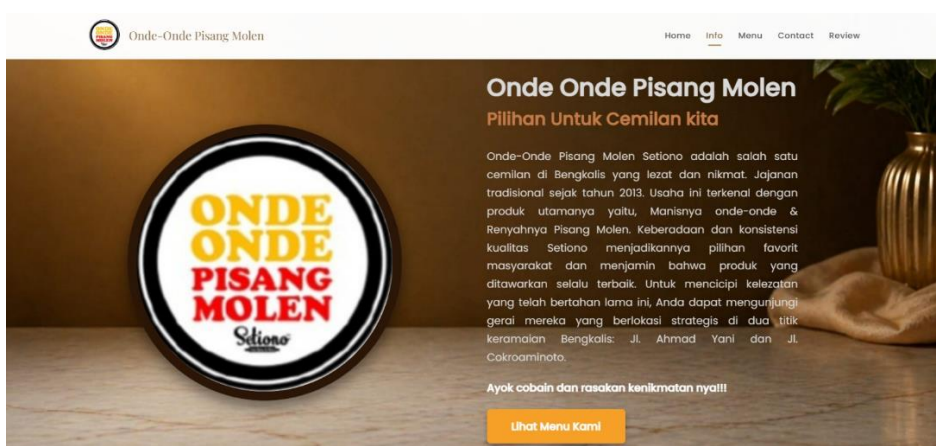 Onde-Onde Pisang Molen
Home Info Menu Contact Review
ONDE
ONDE
PISANG
MOLEN
Setiono
Onde Onde Pisang Molen
Pilihan Untuk Cemilan kita
Onde-Onde Pisang Molen Setiono adalah salah satu
cemilan di Bengkalis yang lezat dan nikmat. Jajanan
tradisional sejak tahun 2013. Usaha ini terkenal dengan
produk utamanya yaitu, Manisnya onde-onde &
Renyahnya Pisang Molen. Keberadaan dan konsistensi
kualitas Setiono menjadikannya pilihan favorit
masyarakat dan menjamin bahwa produk yang
ditawarkan selalu terbaik. Untuk mencicipi kelezatan
yang telah bertahan lama ini, Anda dapat mengunjungi
gerai mereka yang berlokasi strategis di dua titik
keramaian Bengkalis: Jl. Ahmad Yani dan Jl.
Cokroaminoto.
Ayok cobain dan rasakan kenikmatan nya!!!
Lihat Menu Kami